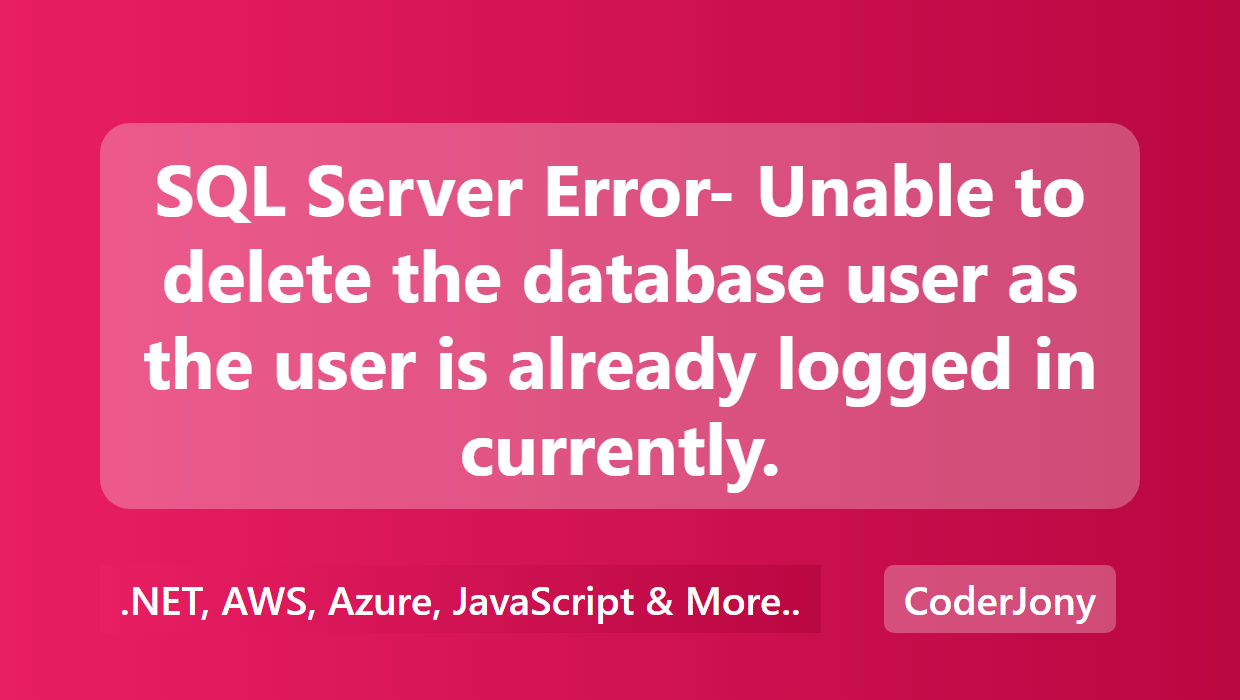 SQL Server Error- Unable to
delete the database user as
the user is already logged in
currently.
.NET, AWS, Azure, JavaScript & More..
CoderJony